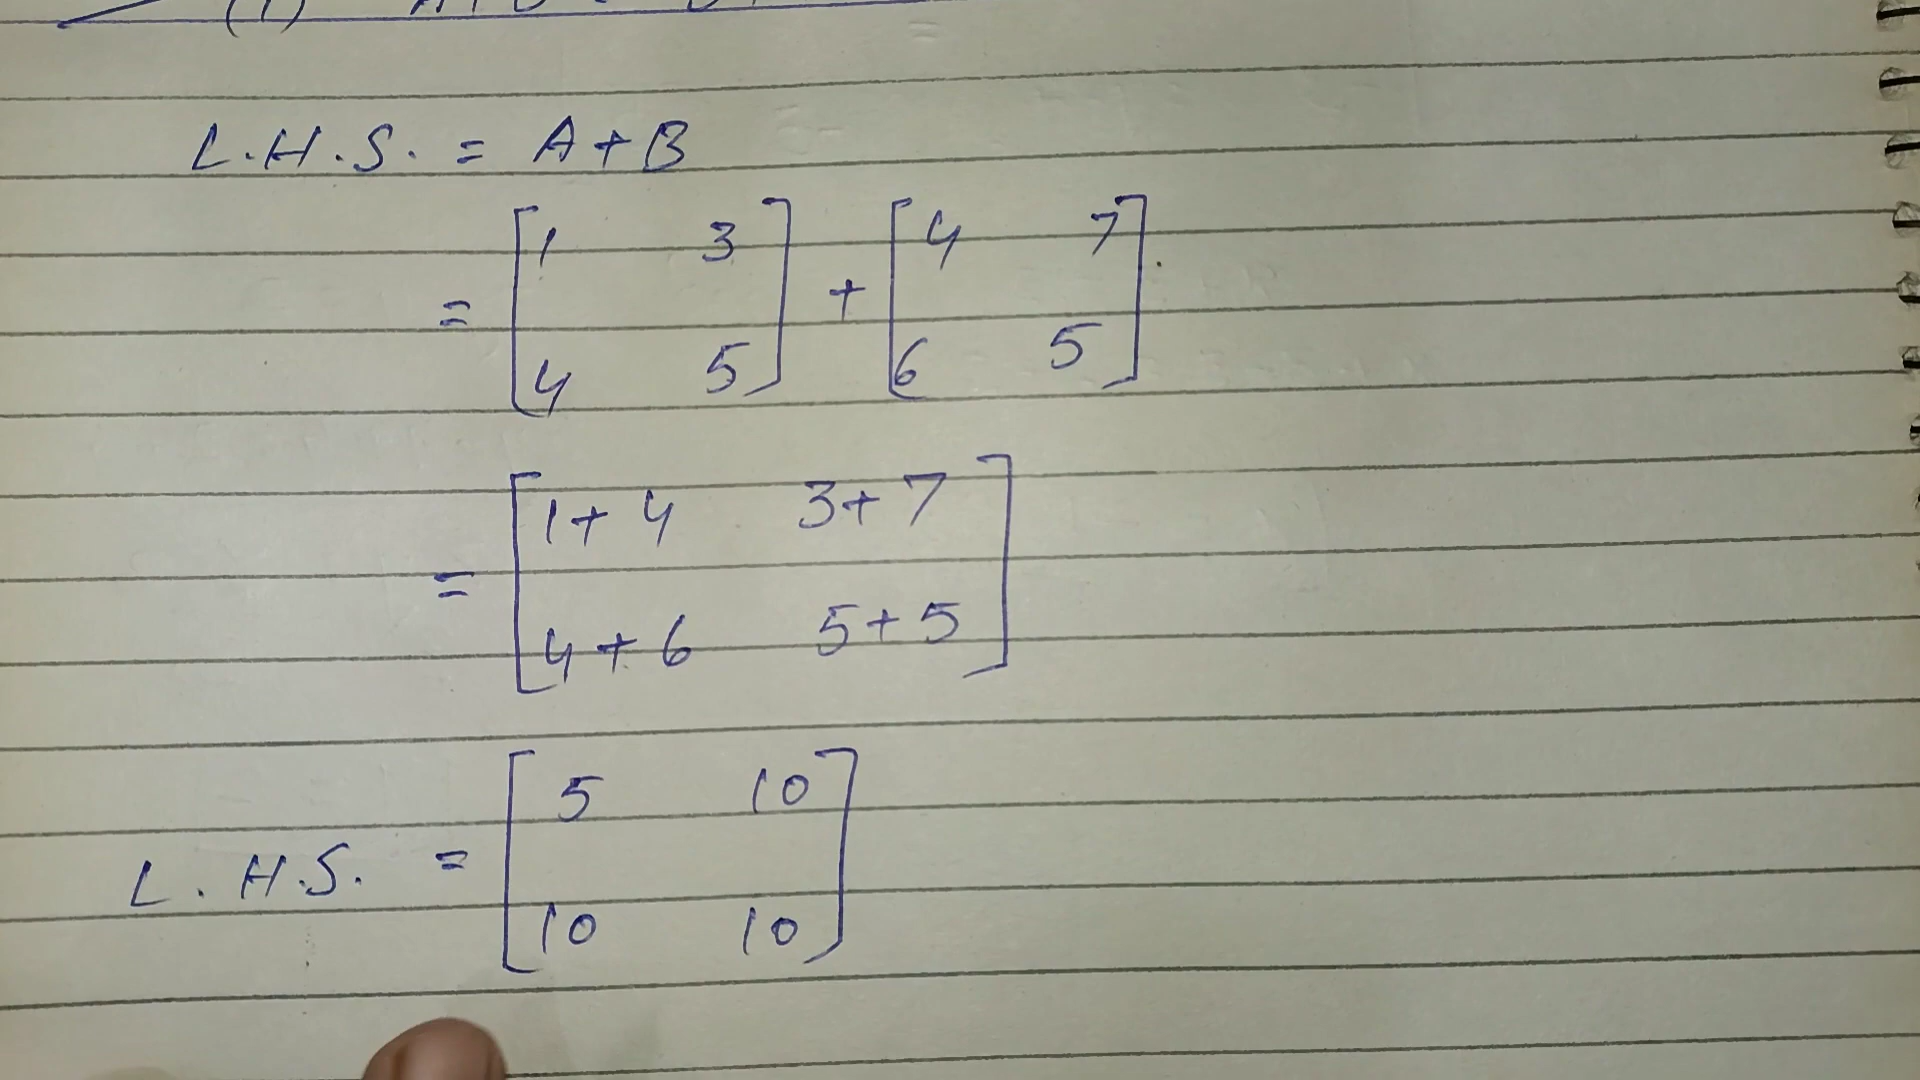 (1)
L.H.S. = A+B
= [1 3 4 5] + [4 7 6 5]
= [1+4 3+7 4+6 5+5]
L.H.S. = [5 10 10 10]